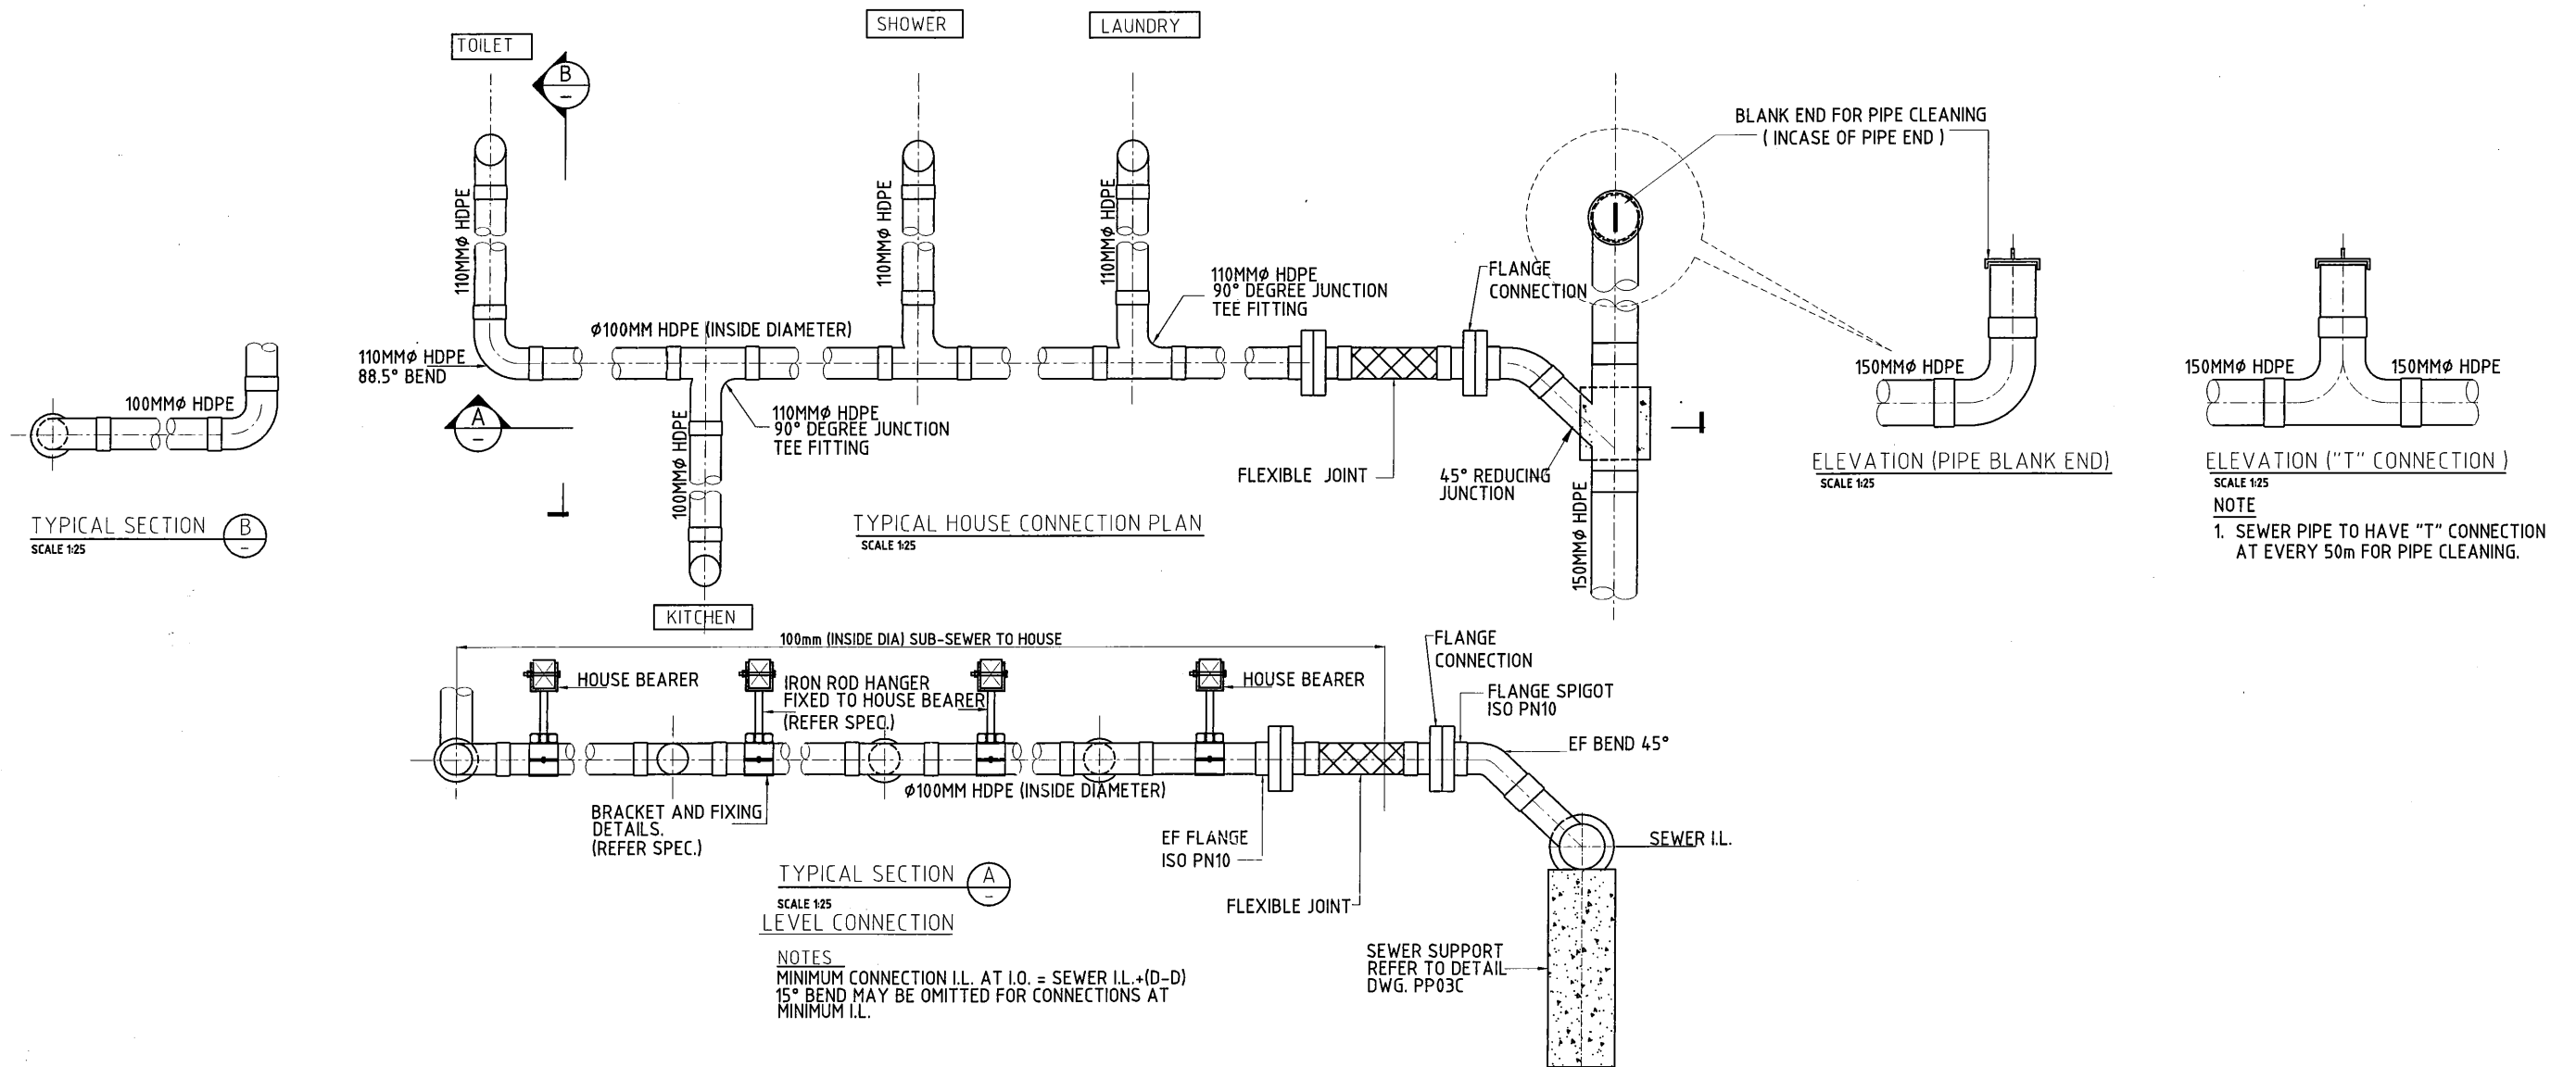 TOILET
B
–
SHOWER
LAUNDRY
BLANK END FOR PIPE CLEANING
( INCASE OF PIPE END )
110MMØ HDPE
110MMØ HDPE
110MMØ HDPE
110MMØ HDPE
90° DEGREE JUNCTION
TEE FITTING
FLANGE
CONNECTION
Ø100MM HDPE (INSIDE DIAMETER)
110MMØ HDPE
88.5° BEND
100MMØ HDPE
A
–
110MMØ HDPE
90° DEGREE JUNCTION
TEE FITTING
100MMØ HDPE
FLEXIBLE JOINT
45° REDUCING
JUNCTION
150MMØ HDPE
150MMØ HDPE
150MMØ HDPE
150MMØ HDPE
ELEVATION (PIPE BLANK END)
SCALE 1:25
ELEVATION ("T" CONNECTION )
SCALE 1:25
NOTE
1. SEWER PIPE TO HAVE "T" CONNECTION
AT EVERY 50m FOR PIPE CLEANING.
TYPICAL SECTION B
–
SCALE 1:25
TYPICAL HOUSE CONNECTION PLAN
SCALE 1:25
KITCHEN
100mm (INSIDE DIA) SUB-SEWER TO HOUSE
HOUSE BEARER
IRON ROD HANGER
FIXED TO HOUSE BEARER
(REFER SPEC.)
HOUSE BEARER
FLANGE
CONNECTION
FLANGE SPIGOT
ISO PN10
EF BEND 45°
Ø100MM HDPE (INSIDE DIAMETER)
BRACKET AND FIXING
DETAILS.
(REFER SPEC.)
EF FLANGE
ISO PN10
SEWER I.L.
TYPICAL SECTION A
–
SCALE 1:25
LEVEL CONNECTION
FLEXIBLE JOINT
NOTES
MINIMUM CONNECTION I.L. AT I.O. = SEWER I.L.+(D-D)
15° BEND MAY BE OMITTED FOR CONNECTIONS AT
MINIMUM I.L.
SEWER SUPPORT
REFER TO DETAIL
DWG. PP03C